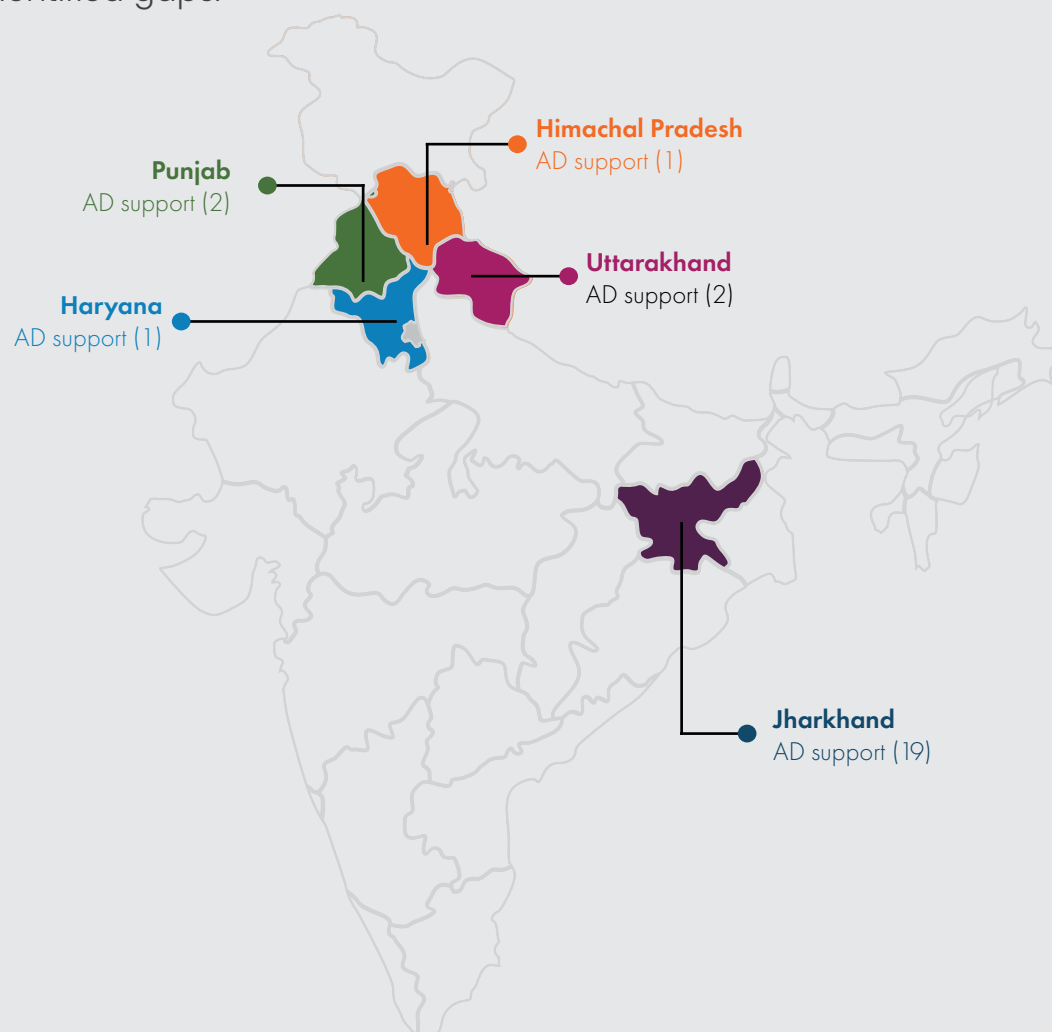 gaps.
Himachal Pradesh
AD support (1)
Punjab
AD support (2)
Uttarakhand
AD support (2)
Haryana
AD support (1)
Jharkhand
AD support (19)